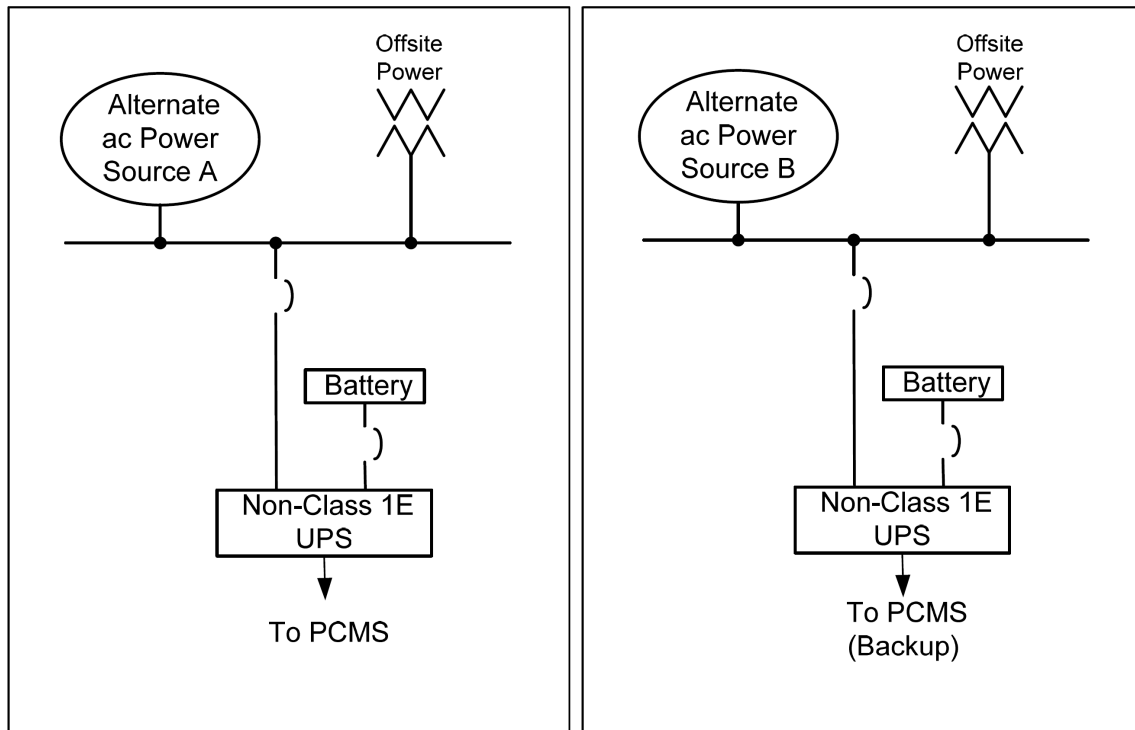 Offsite
Power
Alternate
ac Power
Source A
Battery
Non-Class 1E
UPS
To PCMS
Offsite
Power
Alternate
ac Power
Source B
Battery
Non-Class 1E
UPS
To PCMS
(Backup)